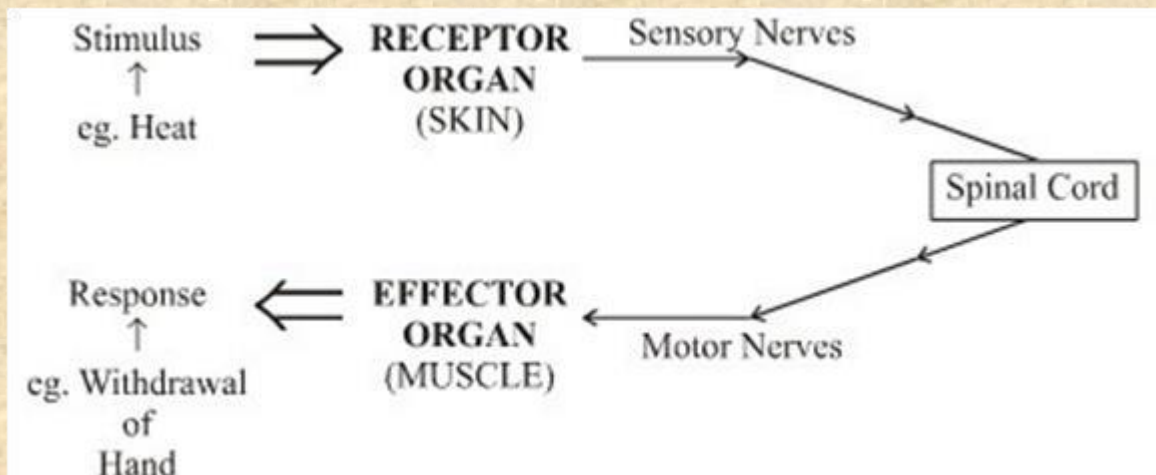 Stimulus
eg. Heat
RECEPTOR
ORGAN
(SKIN)
Sensory Nerves
Spinal Cord
Motor Nerves
EFFECTOR
ORGAN
(MUSCLE)
Response
eg. Withdrawal
of
Hand